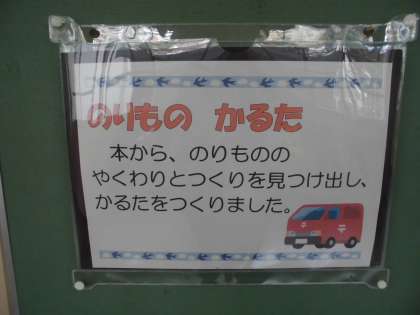 のりもの かるた
本から、のりものの
やくわりとつくりを見つけ出し、
かるたをつくりました。